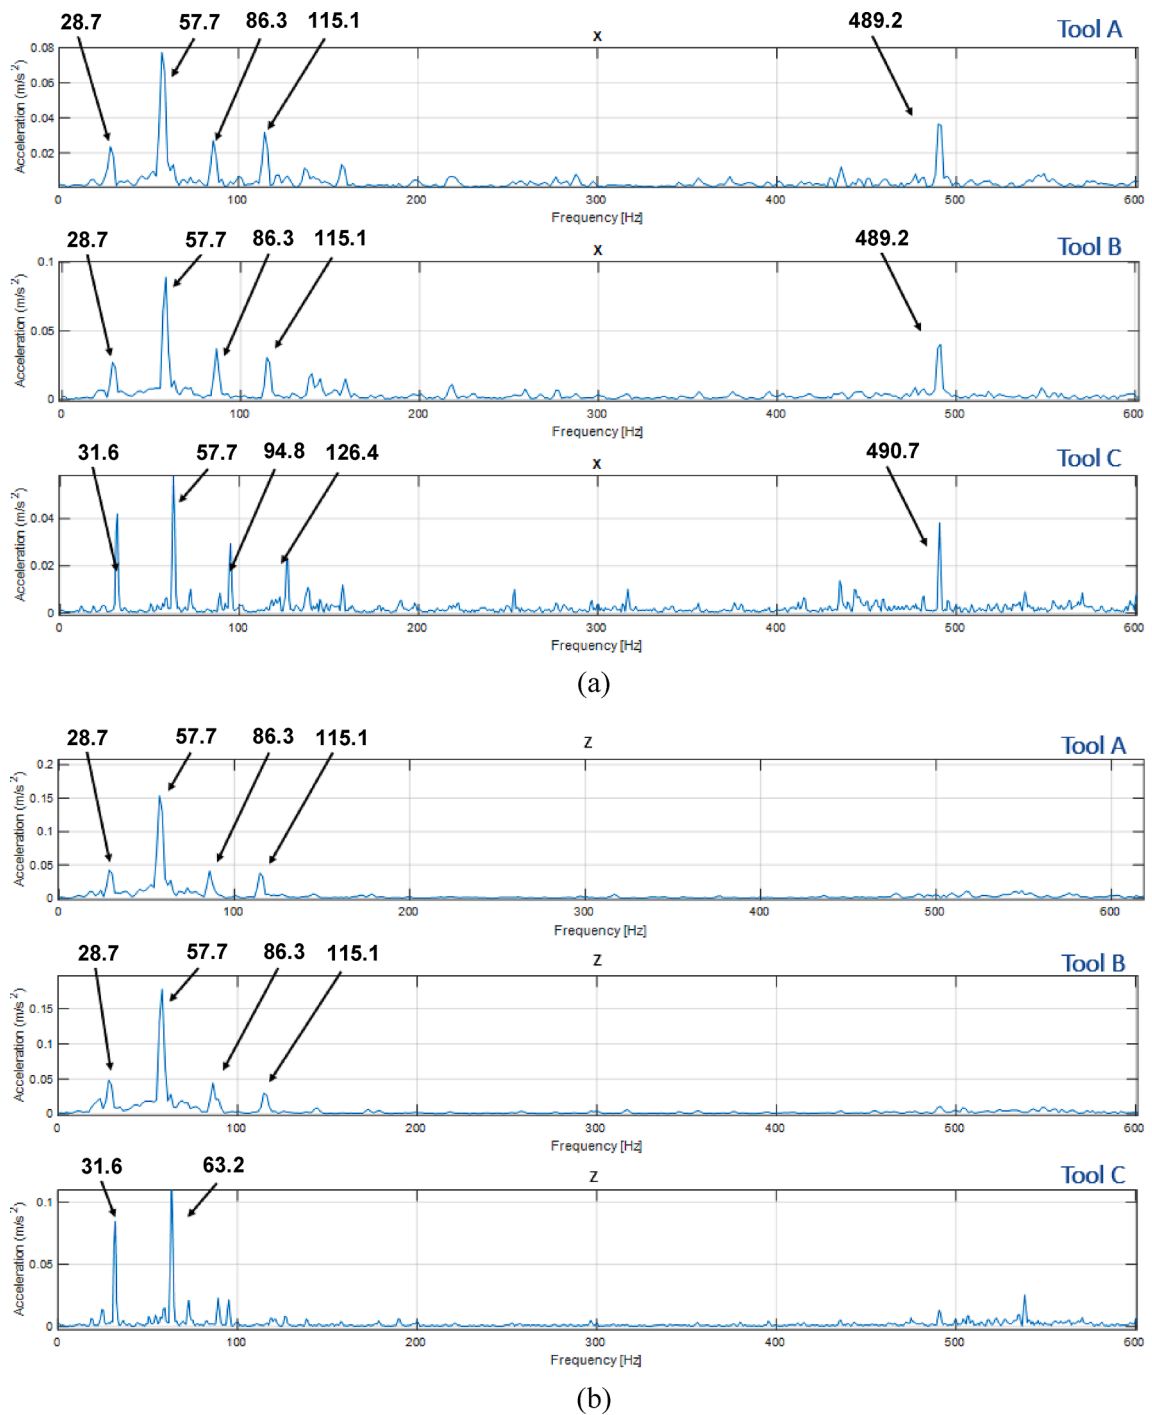 28.7 57.7 86.3 115.1 489.2
x Tool A
Acceleration (m/s²)
0.08
0.06
0.04
0.02
0 100 200 300 400 500 600
Frequency [Hz]
28.7 57.7 86.3 115.1 489.2
x Tool B
Acceleration (m/s²)
0.1
0.05
0
0 100 200 300 400 500 600
Frequency [Hz]
31.6 57.7 94.8 126.4 490.7
x Tool C
Acceleration (m/s²)
0.04
0.02
0
0 100 200 300 400 500 600
Frequency [Hz]
(a)
28.7 57.7 86.3 115.1
z Tool A
Acceleration (m/s²)
0.2
0.15
0.1
0.05
0
0 100 200 300 400 500 600
Frequency [Hz]
28.7 57.7 86.3 115.1
z Tool B
Acceleration (m/s²)
0.15
0.1
0.05
0
0 100 200 300 400 500 600
Frequency [Hz]
31.6 63.2
z Tool C
Acceleration (m/s²)
0.1
0.05
0
0 100 200 300 400 500 600
Frequency [Hz]
(b)